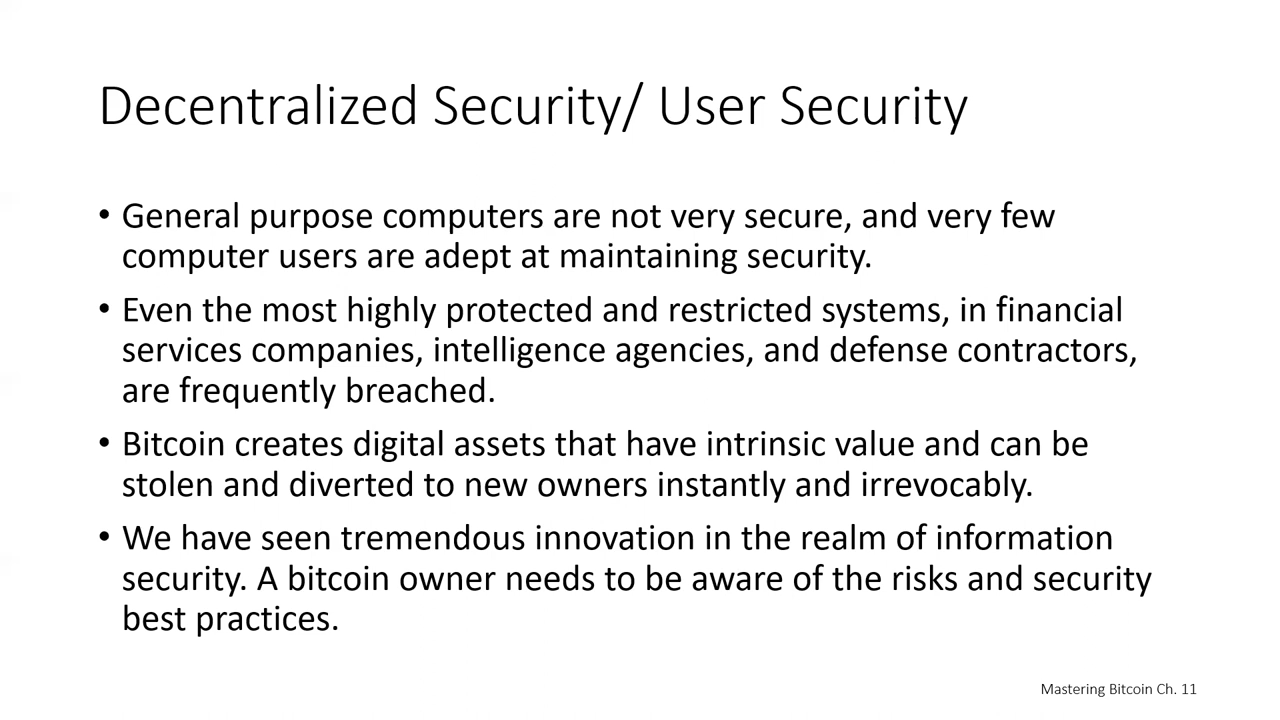 Decentralized Security/ User Security
• General purpose computers are not very secure, and very few
computer users are adept at maintaining security.
• Even the most highly protected and restricted systems, in financial
services companies, intelligence agencies, and defense contractors,
are frequently breached.
• Bitcoin creates digital assets that have intrinsic value and can be
stolen and diverted to new owners instantly and irrevocably.
• We have seen tremendous innovation in the realm of information
security. A bitcoin owner needs to be aware of the risks and security
best practices.
Mastering Bitcoin Ch. 11